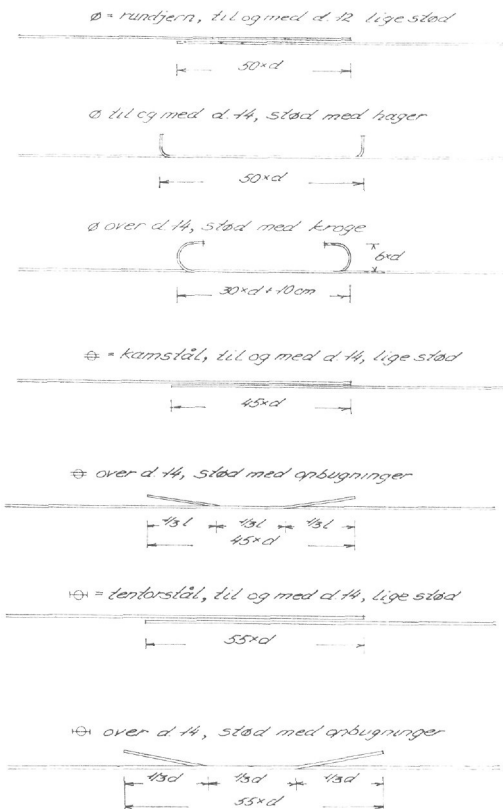 ø = rundjern, til og med d. 12 lige stød
50×d
ø til og med d. 14, stød med hager
50×d
ø over d. 14, stød med kroge
6×d
30×d + 10cm
= kamstål, til og med d. 14, lige stød
45×d
over d. 14, stød med opbugninger
1/3 l 1/3 l 1/3 l
45×d
= tentorstål, til og med d. 14, lige stød
55×d
over d. 14, stød med opbugninger
1/3d 1/3d 1/3d
55×d